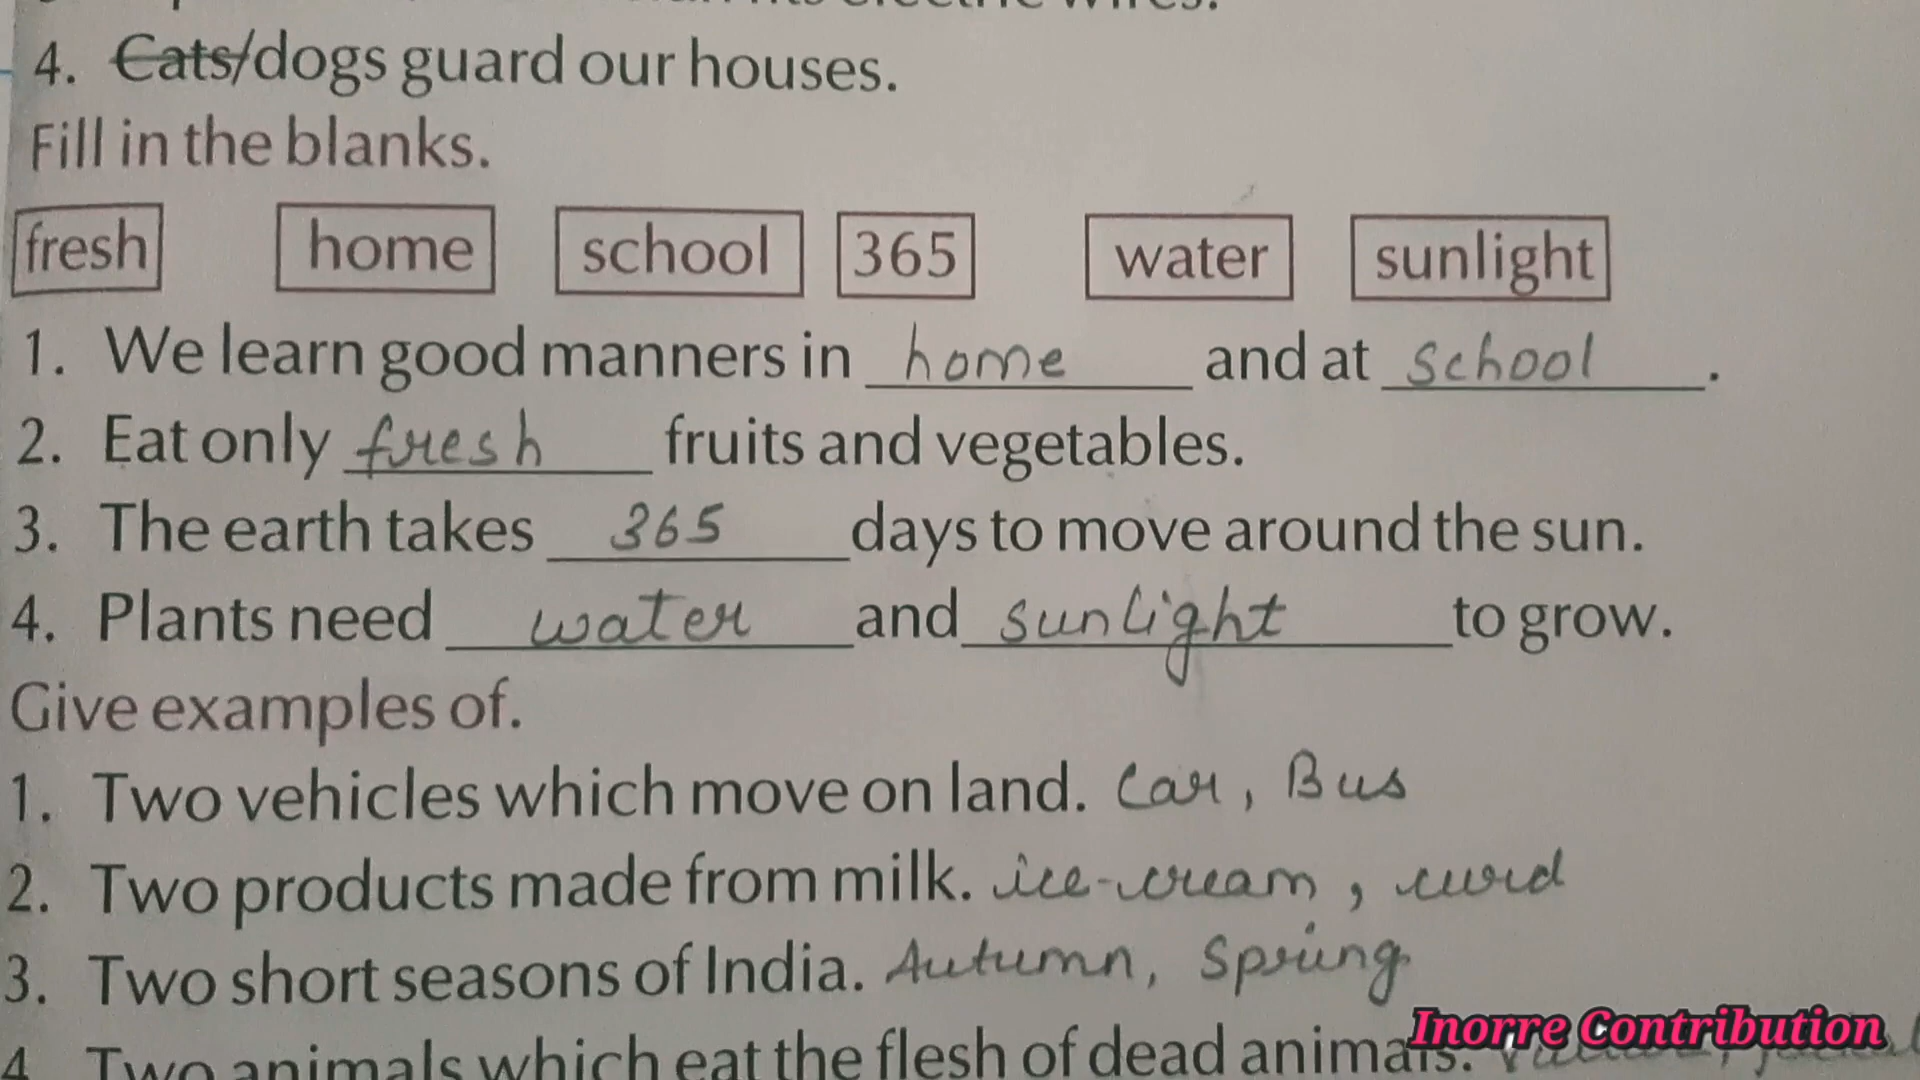 4. Cats/dogs guard our houses.
Fill in the blanks.
fresh home school 365 water sunlight
1. We learn good manners in home and at school.
2. Eat only fresh fruits and vegetables.
3. The earth takes 365 days to move around the sun.
4. Plants need water and sunlight to grow.
Give examples of.
1. Two vehicles which move on land. Car, Bus
2. Two products made from milk. ice-cream, curd
3. Two short seasons of India. Autumn, Spring
4 Two animals which eat the flesh of dead animals.
Inorre Contribution